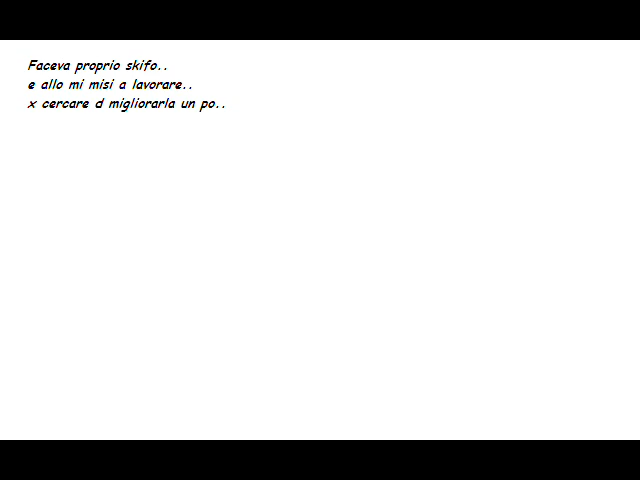 Faceva proprio skifo..
e allo mi misi a lavorare..
x cercare d migliorarla un po..